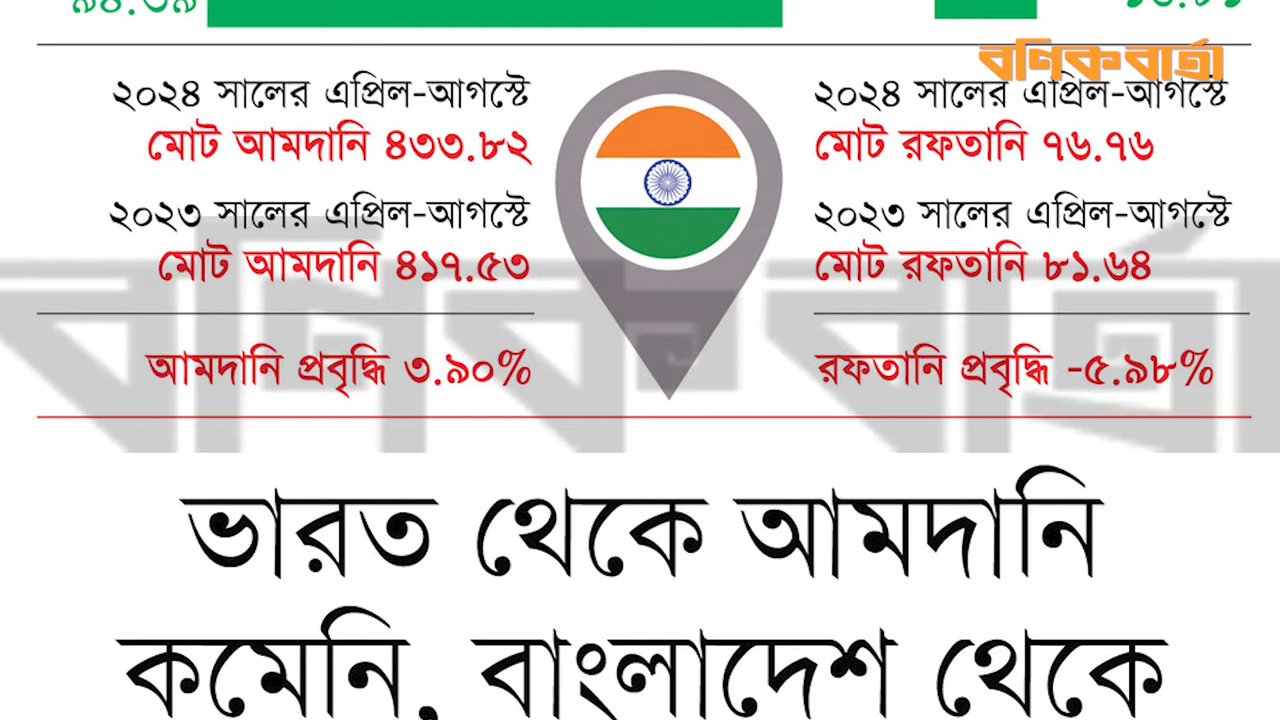 বণিক বার্তা
২০২৪ সালের এপ্রিল-আগস্টে
মোট আমদানি ৪৩৩.৮২
২০২৩ সালের এপ্রিল-আগস্টে
মোট আমদানি ৪১৭.৫৩
আমদানি প্রবৃদ্ধি ৩.৯০%
২০২৪ সালের এপ্রিল-আগস্টে
মোট রফতানি ৭৬.৭৬
২০২৩ সালের এপ্রিল-আগস্টে
মোট রফতানি ৮১.৬৪
রফতানি প্রবৃদ্ধি -৫.৯৮%
বণিক বার্তা
ভারত থেকে আমদানি
কমেনি, বাংলাদেশ থেকে